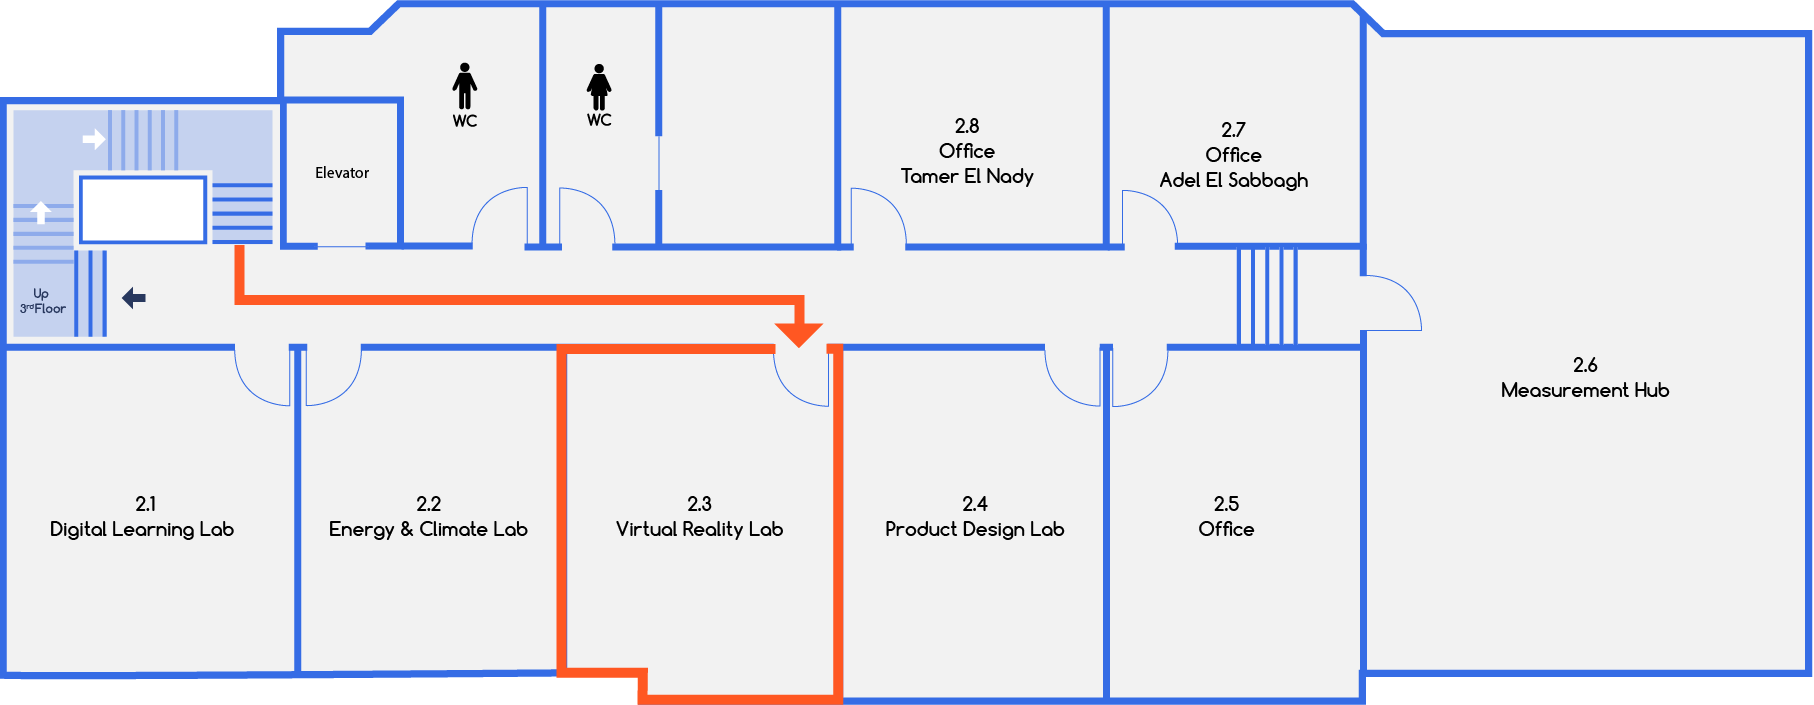 WC
WC
Elevator
2.8
Office
Tamer El Nady
2.7
Office
Adel El Sabbagh
Up
3rdFloor
2.6
Measurement Hub
2.1
Digital Learning Lab
2.2
Energy & Climate Lab
2.3
Virtual Reality Lab
2.4
Product Design Lab
2.5
Office